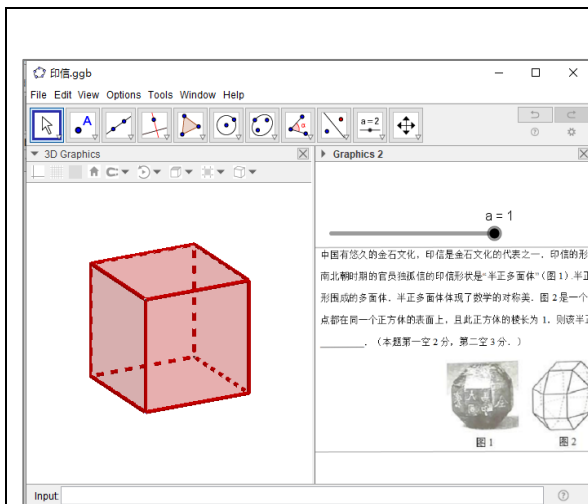 印信.ggb
File Edit View Options Tools Window Help
A
a=2
3D Graphics
Graphics 2
a = 1
中国有悠久的金石文化，印信是金石文化的代表之一．印信的形
南北朝时期的官员独孤信的印信形状是“半正多面体”（图 1）.半正
形围成的多面体．半正多面体体现了数学的对称美．图 2 是一个
点都在同一个正方体的表面上，且此正方体的棱长为 1．则该半正
________．（本题第一空 2 分，第二空 3 分．）
图 1
图 2
Input: